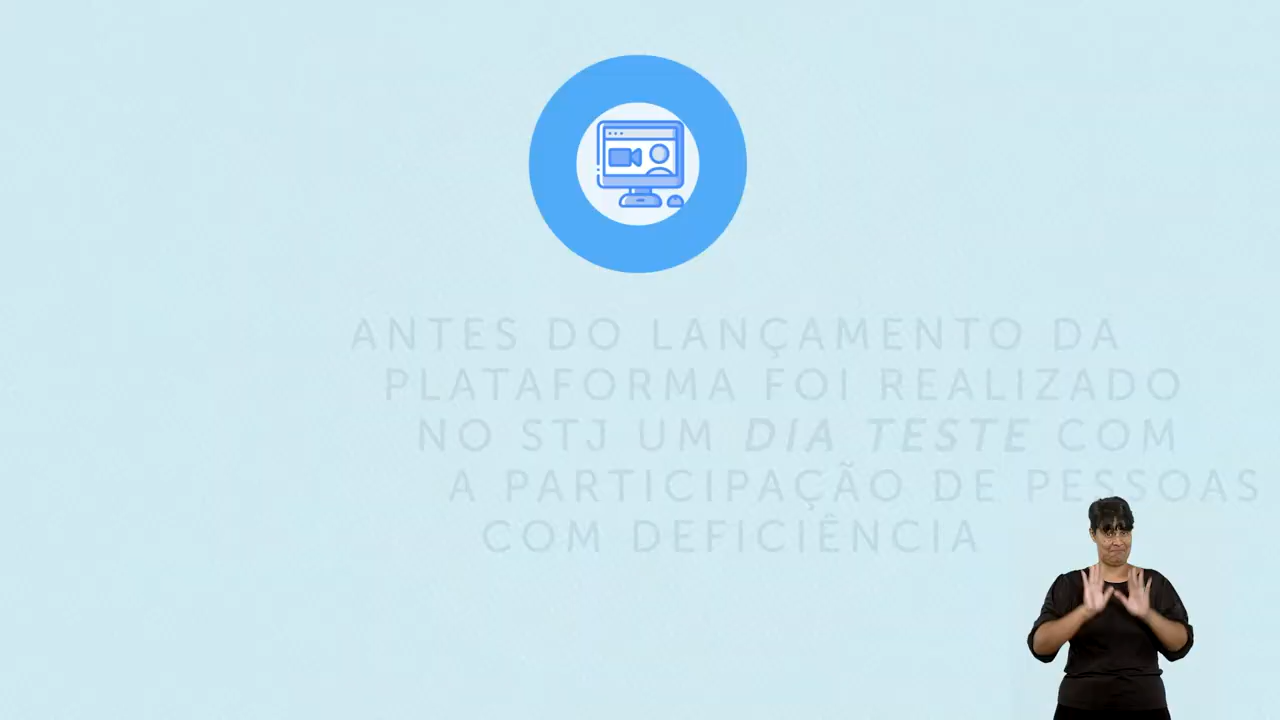 ANTES DO LANÇAMENTO DA
PLATAFORMA FOI REALIZADO
NO STJ UM DIA TESTE COM
A PARTICIPAÇÃO DE PESSOAS
COM DEFICIÊNCIA